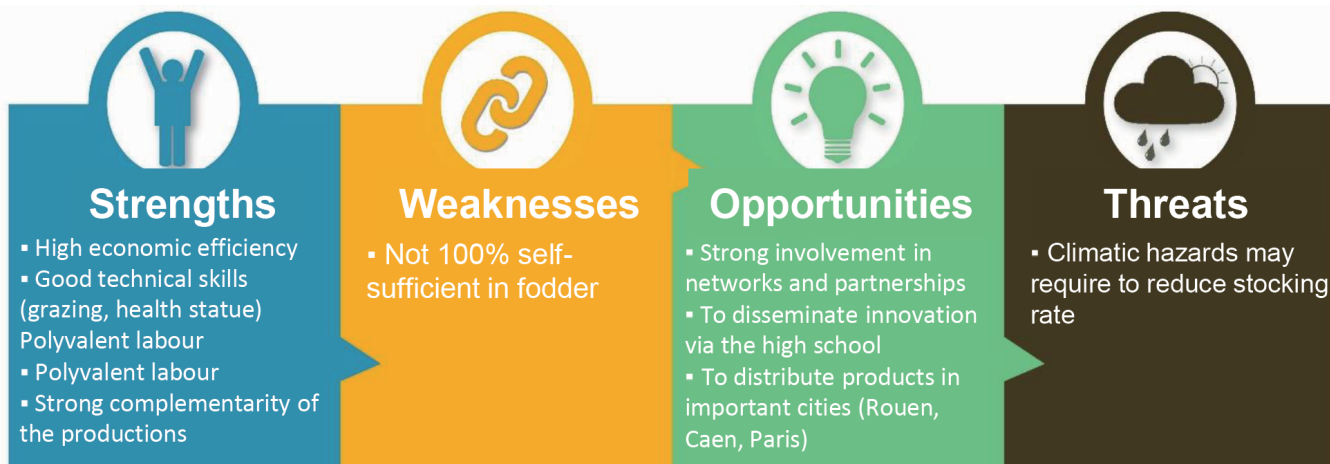 Strengths
▪ High economic efficiency
▪ Good technical skills
(grazing, health statue)
Polyvalent labour
▪ Polyvalent labour
▪ Strong complementarity of
the productions
Weaknesses
▪ Not 100% self-
sufficient in fodder
Opportunities
▪ Strong involvement in
networks and partnerships
▪ To disseminate innovation
via the high school
▪ To distribute products in
important cities (Rouen,
Caen, Paris)
Threats
▪ Climatic hazards may
require to reduce stocking
rate